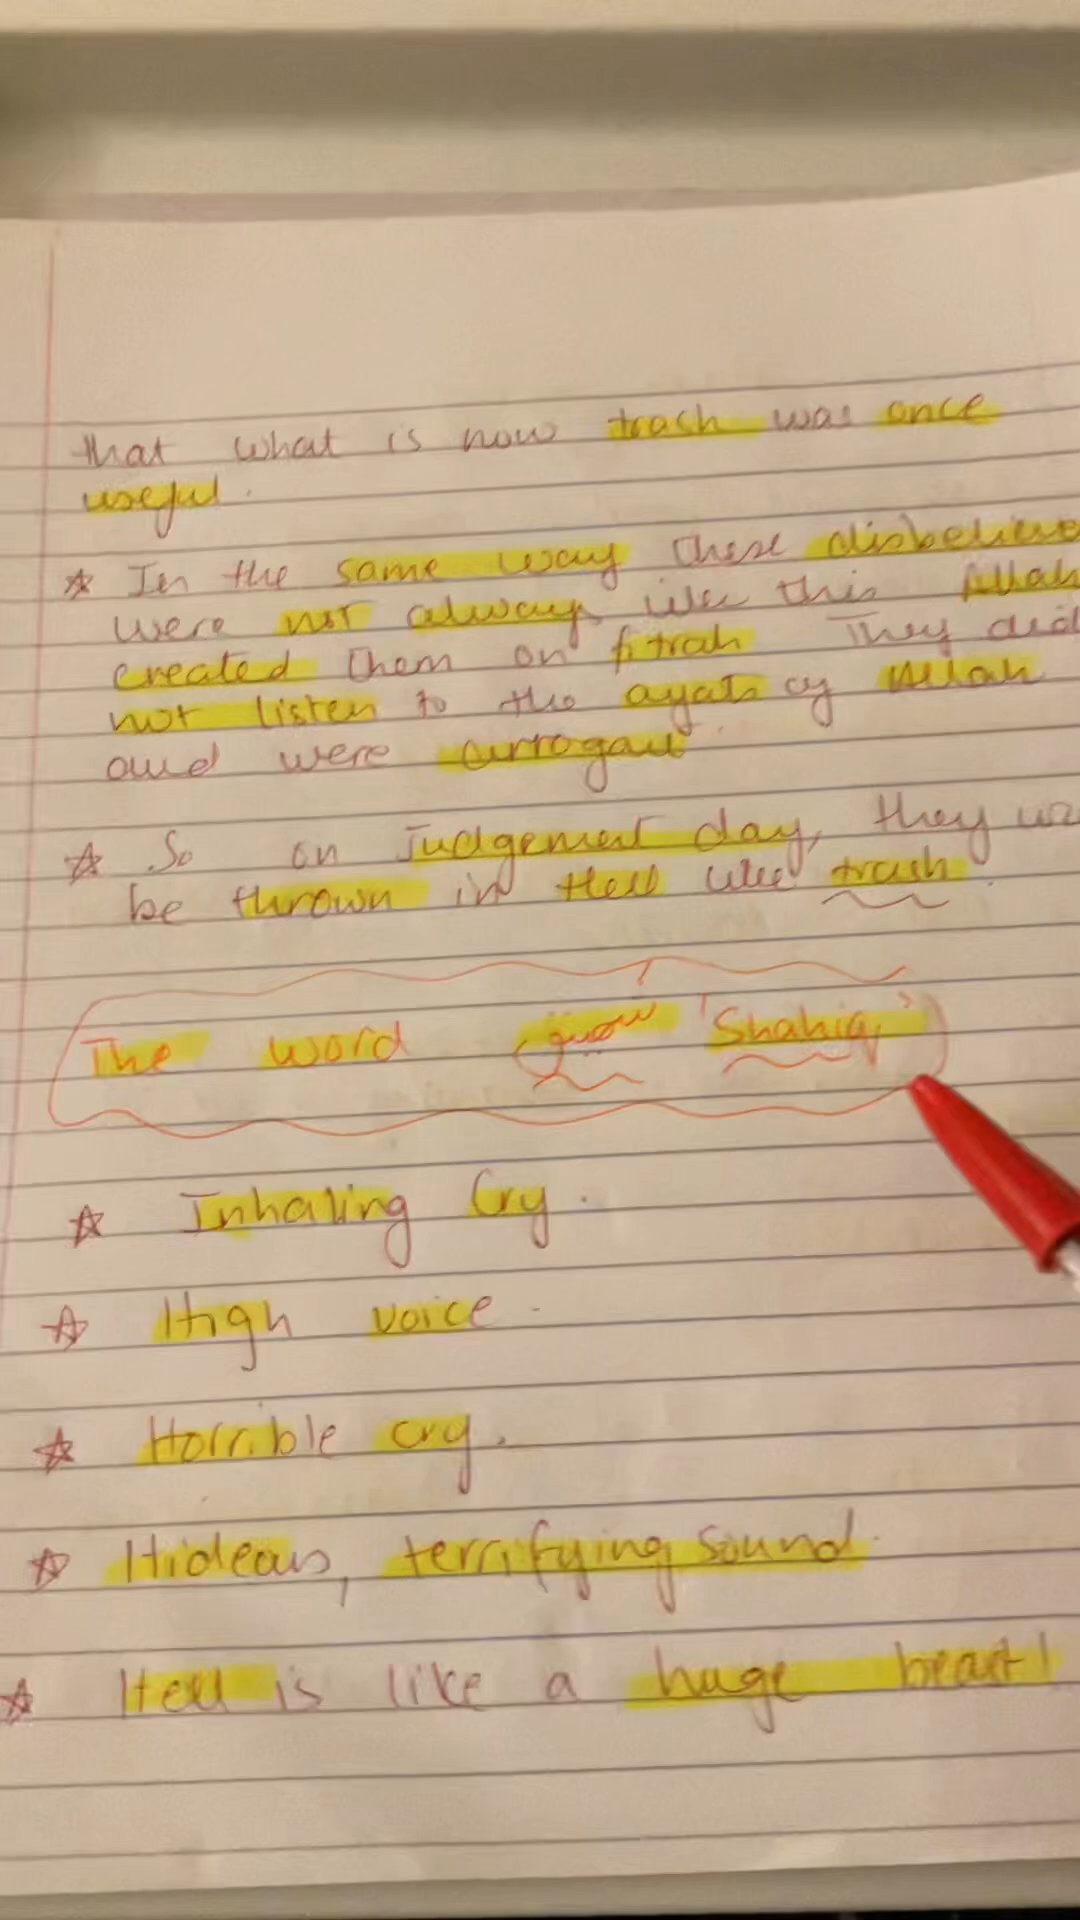 that what is now trash was once
useful.
☆ In the same way these disbelieve
were not always like this Allah
created them on fitrah They did
not listen to the ayats of Allah
and were arrogant.
☆ So on Judgement day, they
be thrown in Hell like trash.
The word 'Shahiq'
☆ Inhaling Cry.
☆ High voice.
☆ Horrible cry.
☆ Hideous, terrifying sound.
☆ Hell is like a huge beast!